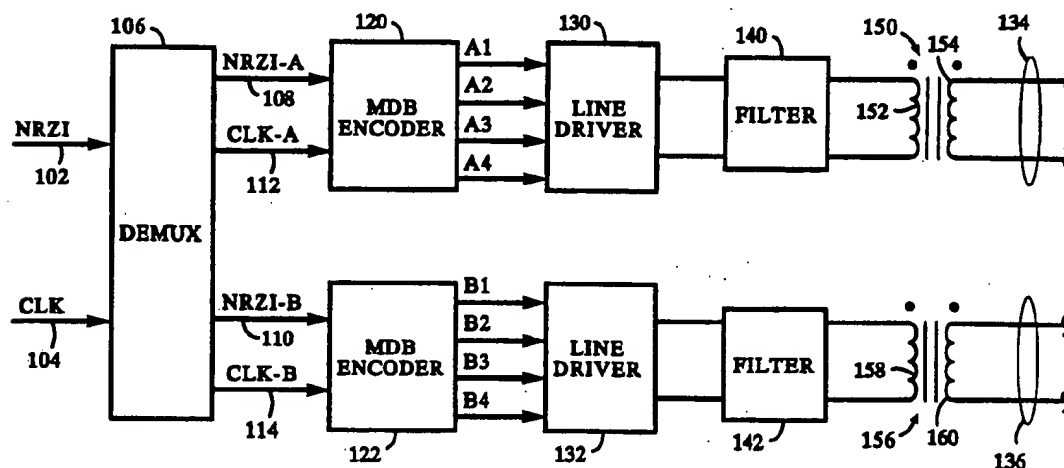 106
NRZI
102
CLK
104
DEMUX
NRZI-A
108
CLK-A
112
NRZI-B
110
CLK-B
114
120
MDB
ENCODER
A1
A2
A3
A4
130
LINE
DRIVER
140
FILTER
150
152
154
134
MDB
ENCODER
122
B1
B2
B3
B4
LINE
DRIVER
132
FILTER
142
158
156
160
136